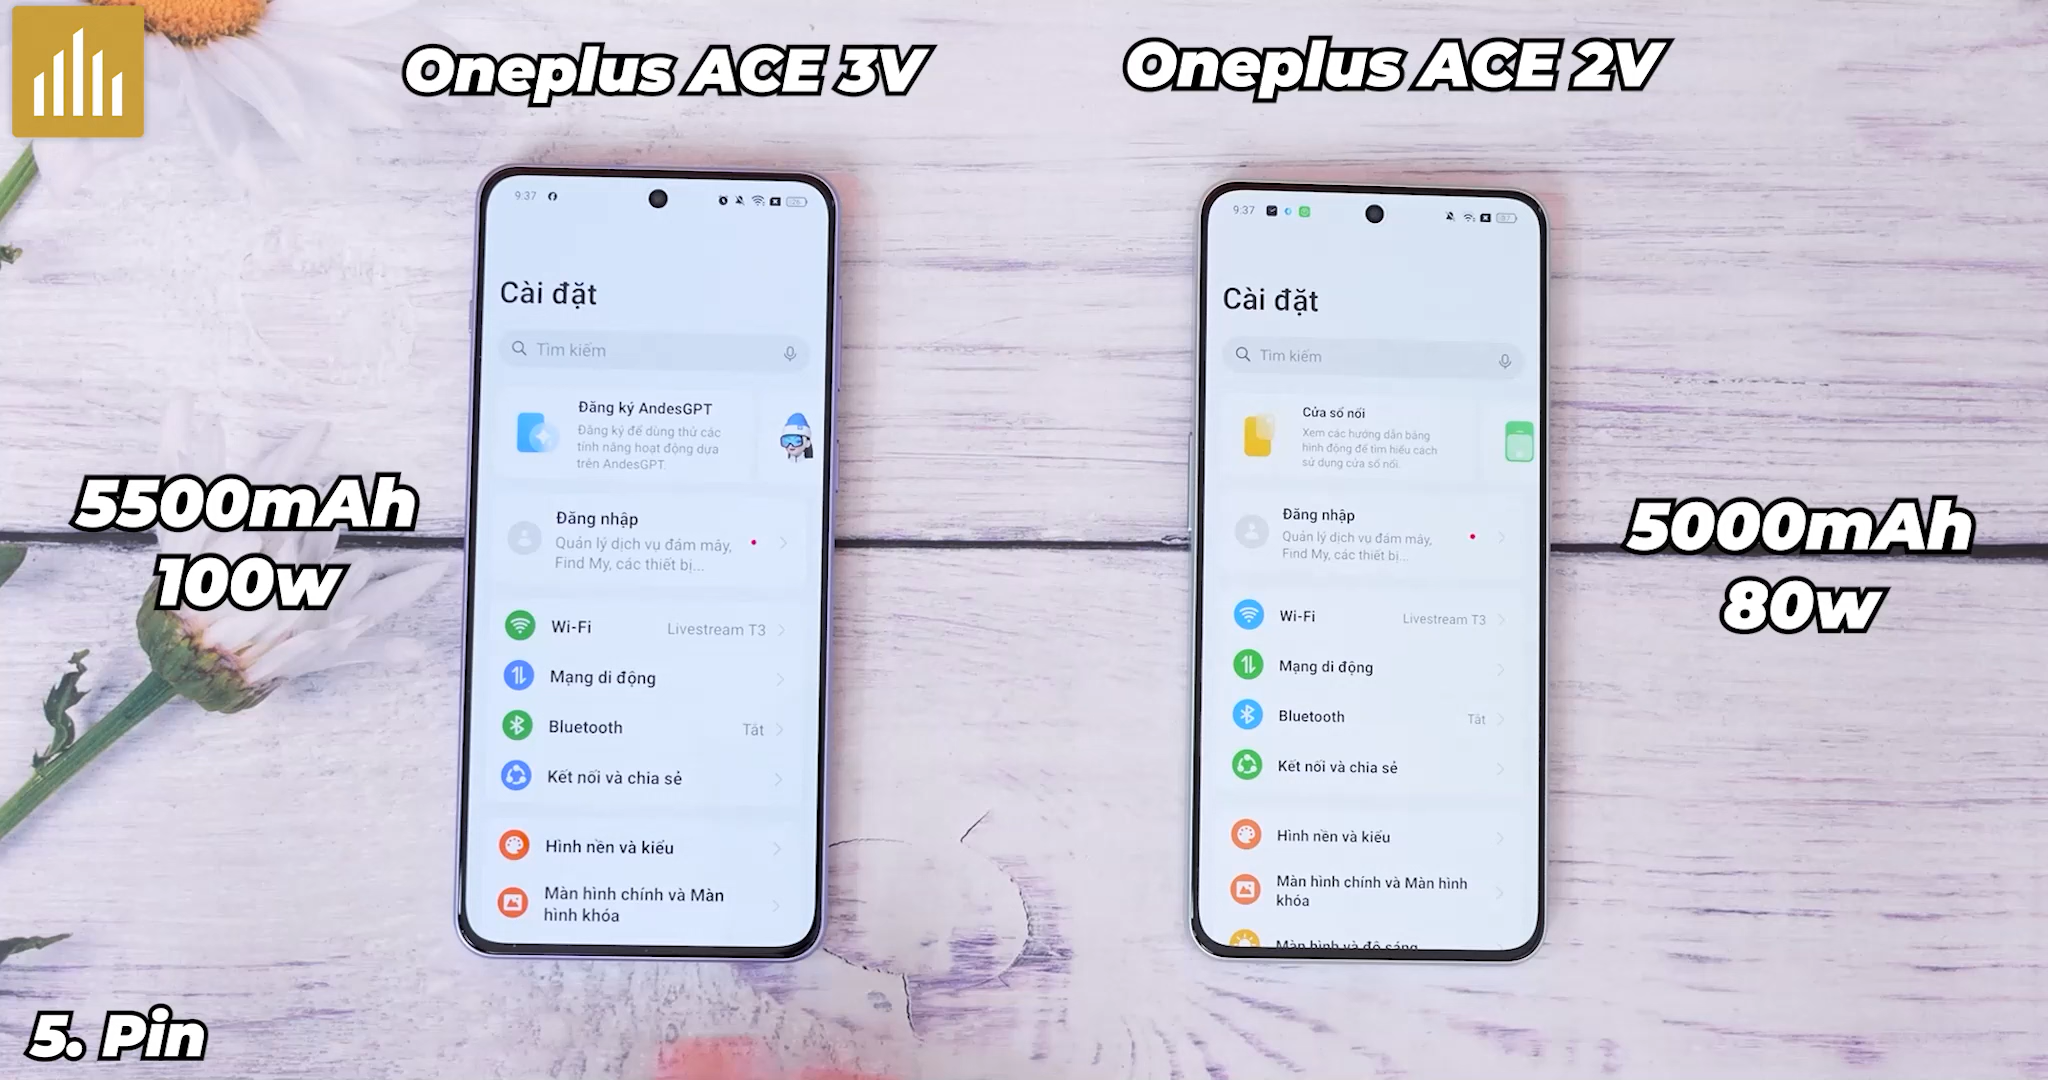 Oneplus ACE 3V
Oneplus ACE 2V
9:37
Cài đặt
Tìm kiếm
Đăng ký AndesGPT
Đăng ký để dùng thử các
tính năng hoạt động dựa
trên AndesGPT.
Đăng nhập
Quản lý dịch vụ đám mây,
Find My, các thiết bị...
Wi-Fi
Livestream T3
Mạng di động
Bluetooth
Tắt
Kết nối và chia sẻ
Hình nền và kiểu
Màn hình chính và Màn
hình khóa
9:37
Cài đặt
Tìm kiếm
Cửa sổ nổi
Xem các hướng dẫn bằng
hình động để tìm hiểu cách
sử dụng cửa sổ nổi.
Đăng nhập
Quản lý dịch vụ đám mây,
Find My, các thiết bị...
Wi-Fi
Livestream T3
Mạng di động
Bluetooth
Tắt
Kết nối và chia sẻ
Hình nền và kiểu
Màn hình chính và Màn hình
khóa
Màn hình và độ sáng
5500mAh
100w
5000mAh
80w
5. Pin